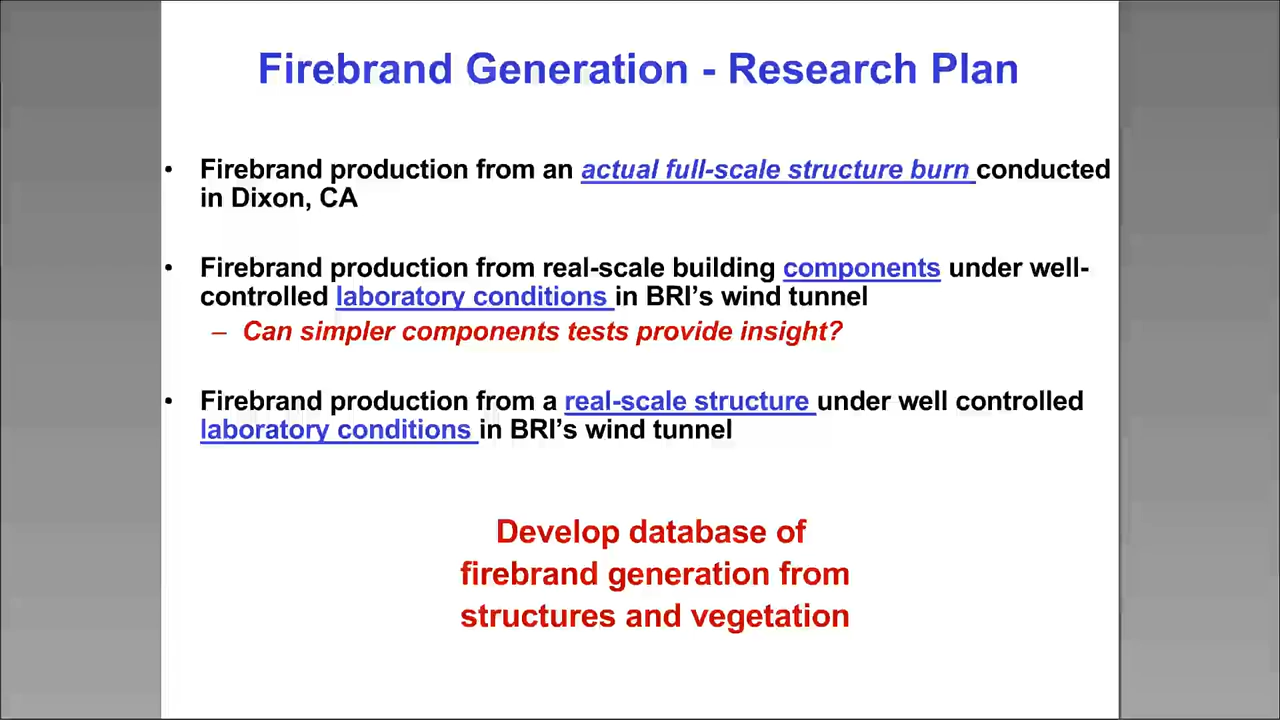 Firebrand Generation - Research Plan
• Firebrand production from an actual full-scale structure burn conducted
in Dixon, CA
• Firebrand production from real-scale building components under well-
controlled laboratory conditions in BRI's wind tunnel
– Can simpler components tests provide insight?
• Firebrand production from a real-scale structure under well controlled
laboratory conditions in BRI's wind tunnel
Develop database of
firebrand generation from
structures and vegetation